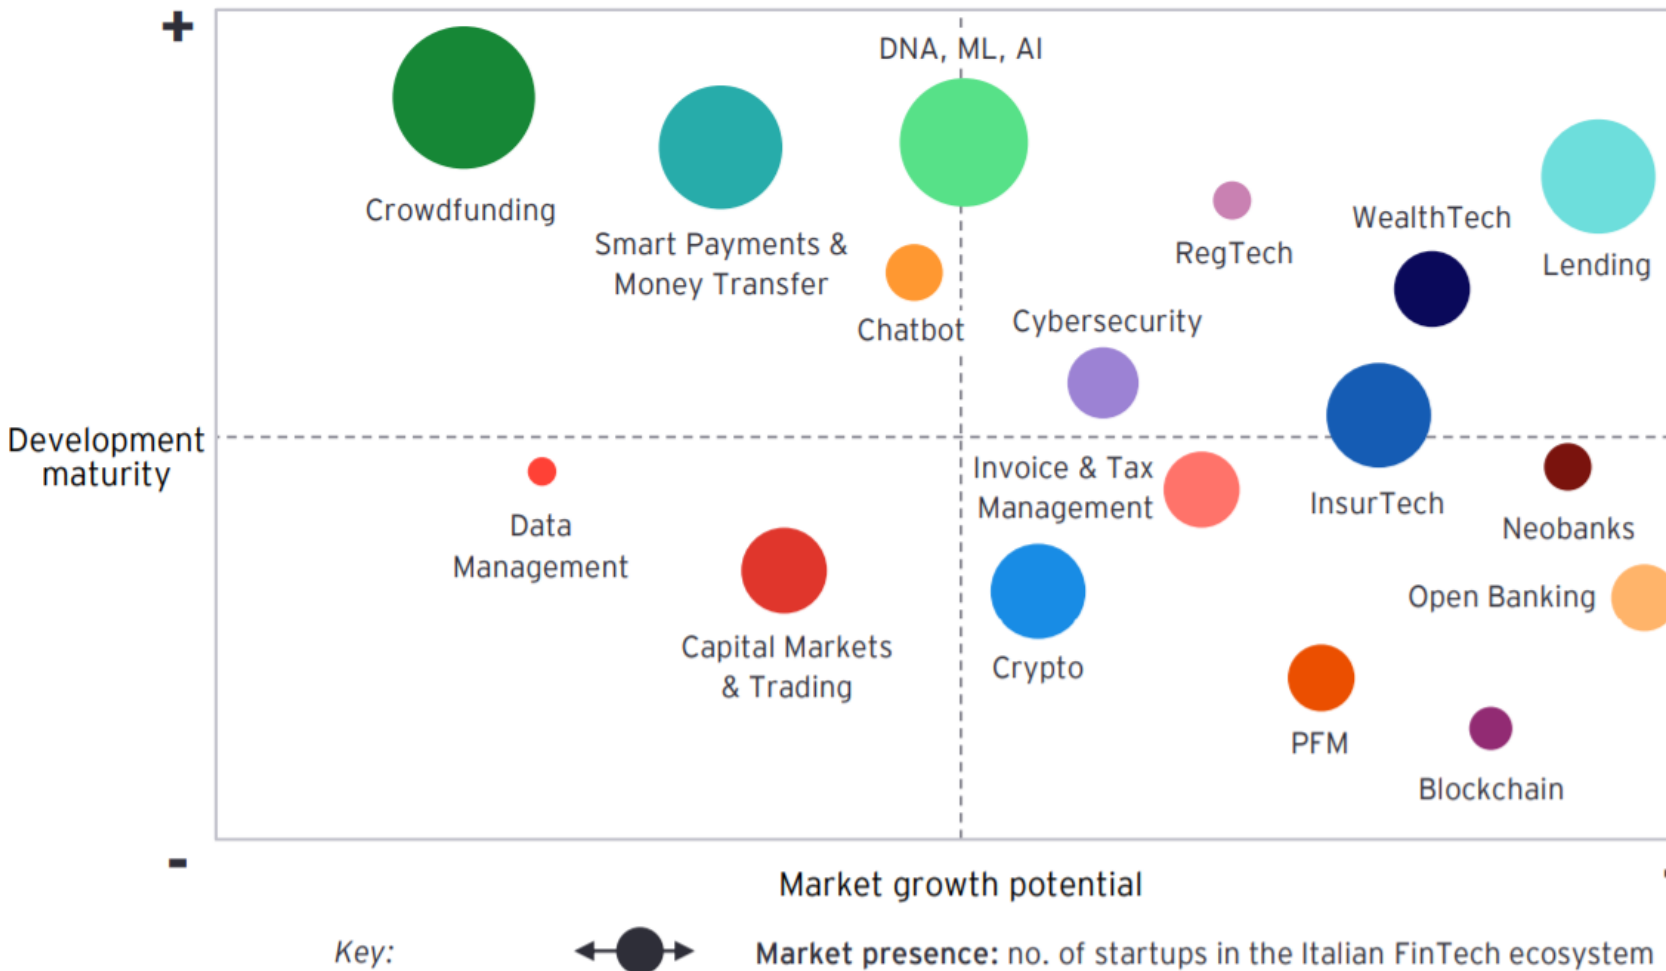 +
DNA, ML, AI
Crowdfunding
Smart Payments &
Money Transfer
Chatbot
RegTech
WealthTech
Lending
Cybersecurity
Development
maturity
Data
Management
Capital Markets
& Trading
Invoice & Tax
Management
InsurTech
Neobanks
Open Banking
Crypto
PFM
Blockchain
-
Market growth potential
Key:
Market presence: no. of startups in the Italian FinTech ecosystem